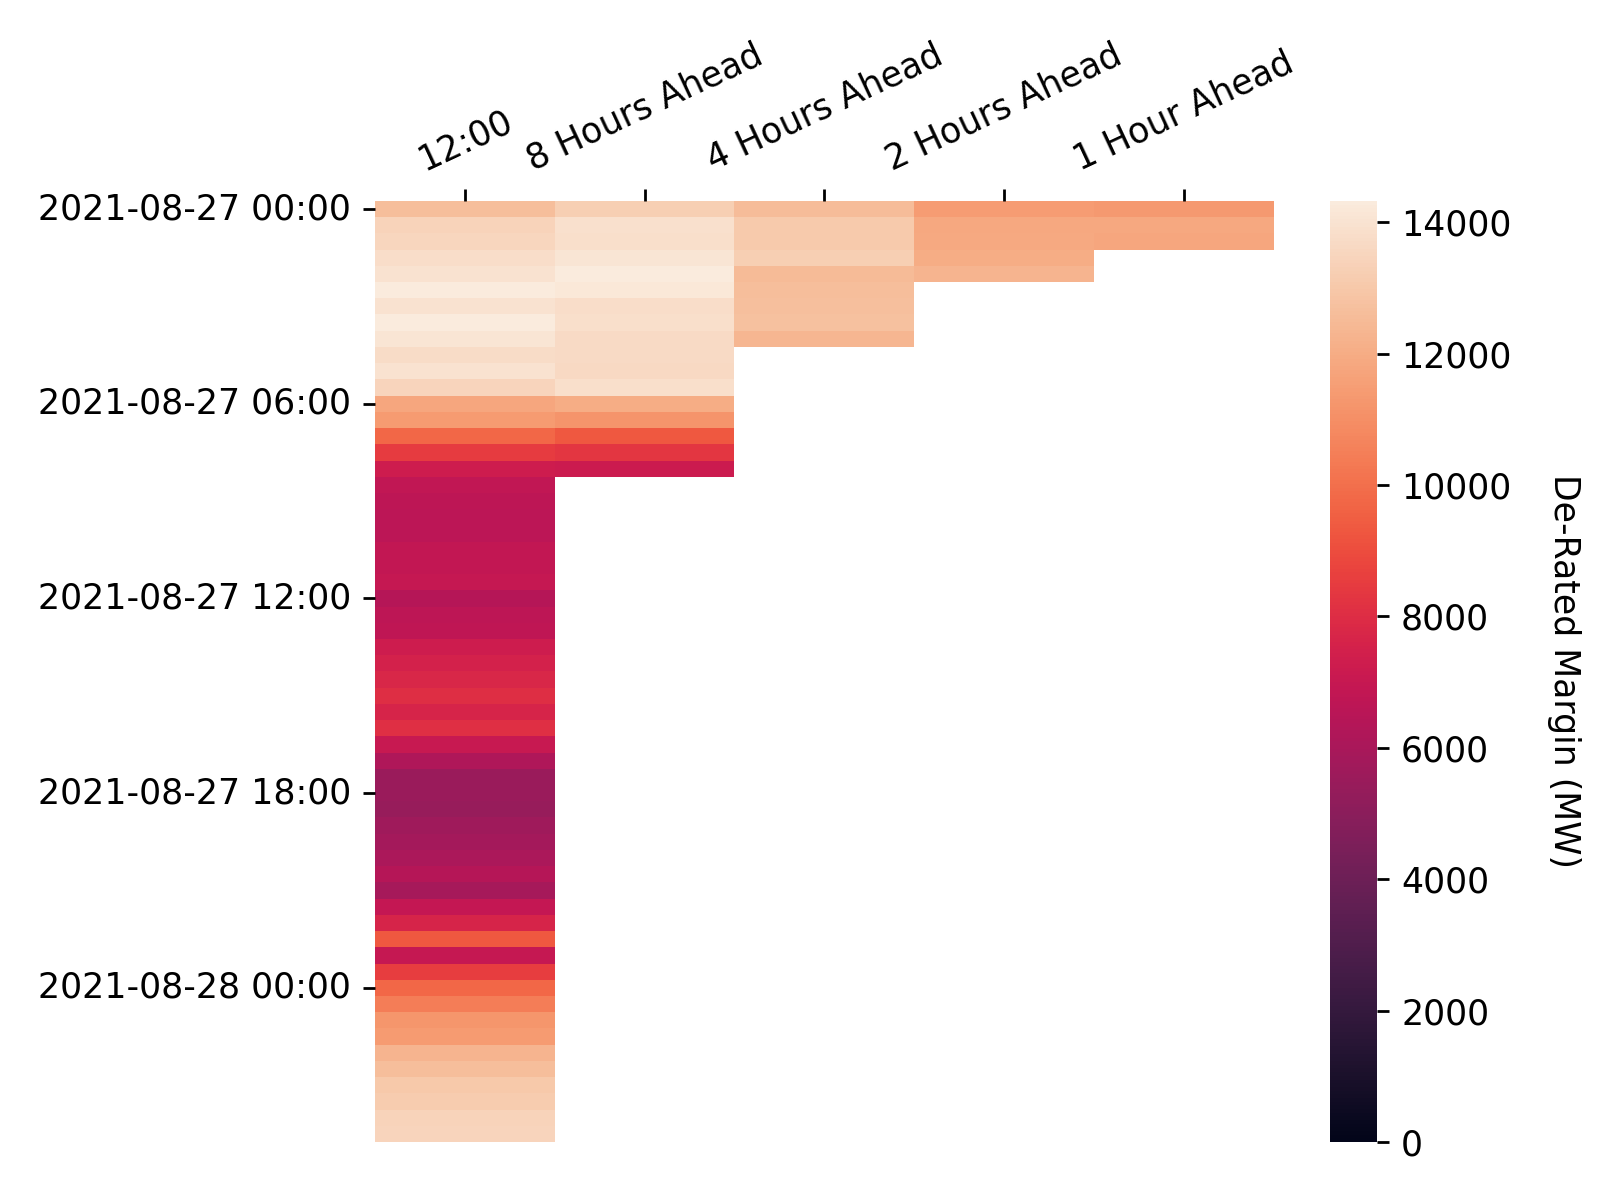 12:00
8 Hours Ahead
4 Hours Ahead
2 Hours Ahead
1 Hour Ahead
2021-08-27 00:00
2021-08-27 06:00
2021-08-27 12:00
2021-08-27 18:00
2021-08-28 00:00
14000
12000
10000
8000
6000
4000
2000
0
De-Rated Margin (MW)